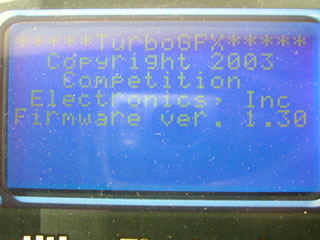 *****TurboGFX*****
Copyright 2003
Competition
Electronics, Inc
Firmware ver. 1.30